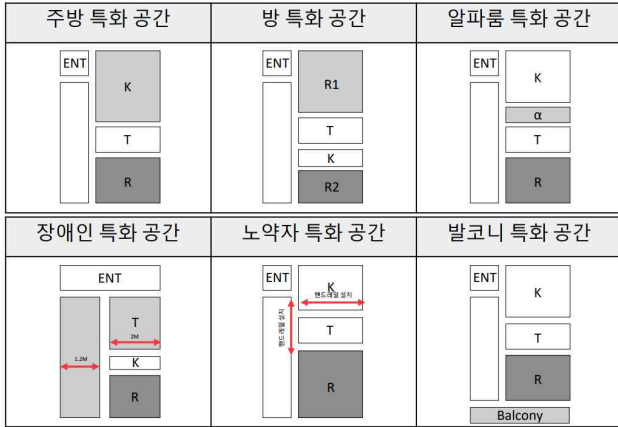 주방 특화 공간
방 특화 공간
알파룸 특화 공간
ENT
K
T
R
ENT
R1
T
K
R2
ENT
K
α
T
R
장애인 특화 공간
노약자 특화 공간
발코니 특화 공간
ENT
T
2M
1.2M
K
R
ENT
K
핸드레일 설치
핸드레일 설치
T
R
ENT
K
T
R
Balcony